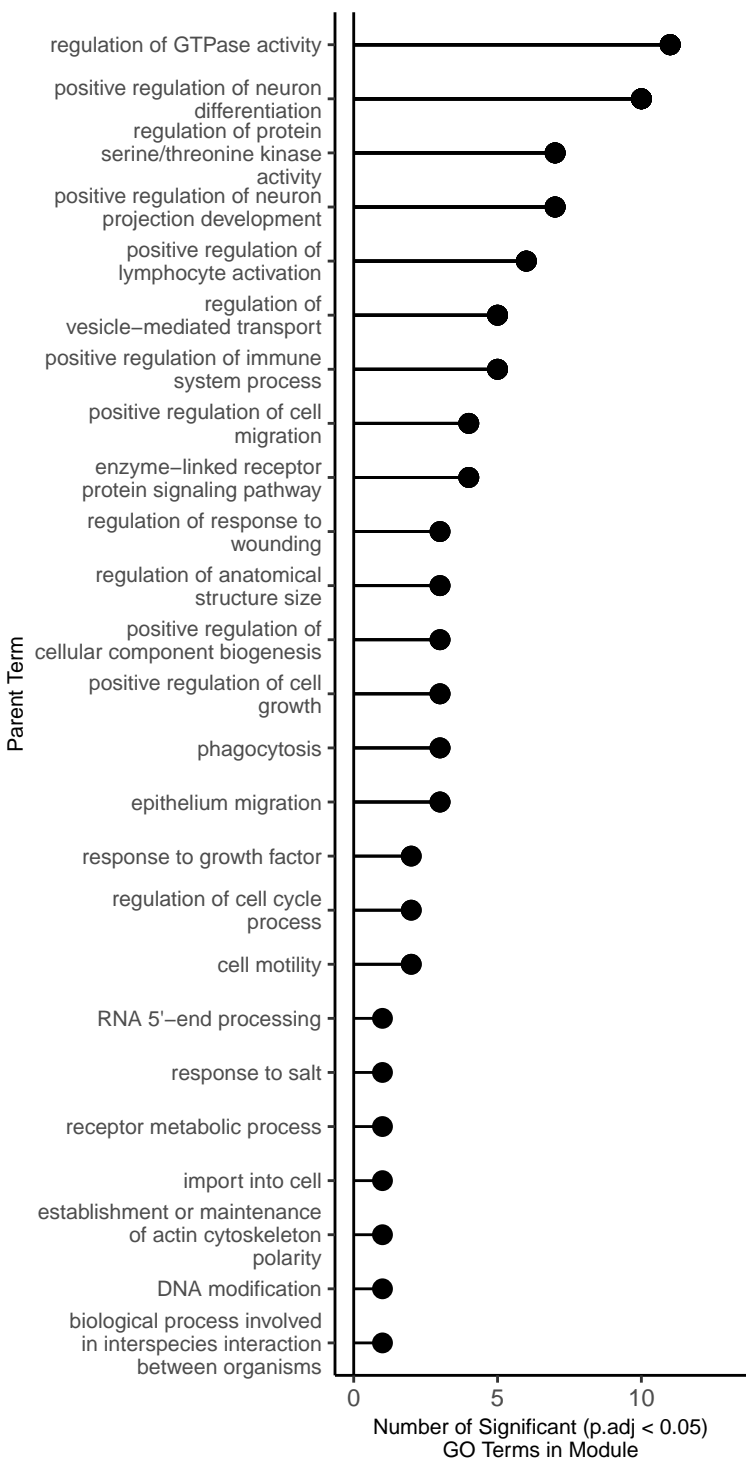 regulation of GTPase activity
positive regulation of neuron
differentiation
regulation of protein
serine/threonine kinase
activity
positive regulation of neuron
projection development
positive regulation of
lymphocyte activation
regulation of
vesicle−mediated transport
positive regulation of immune
system process
positive regulation of cell
migration
enzyme−linked receptor
protein signaling pathway
regulation of response to
wounding
regulation of anatomical
structure size
positive regulation of
cellular component biogenesis
positive regulation of cell
growth
phagocytosis
epithelium migration
response to growth factor
regulation of cell cycle
process
cell motility
RNA 5'−end processing
response to salt
receptor metabolic process
import into cell
establishment or maintenance
of actin cytoskeleton
polarity
DNA modification
biological process involved
in interspecies interaction
between organisms
Parent Term
0 5 10
Number of Significant (p.adj < 0.05)
GO Terms in Module